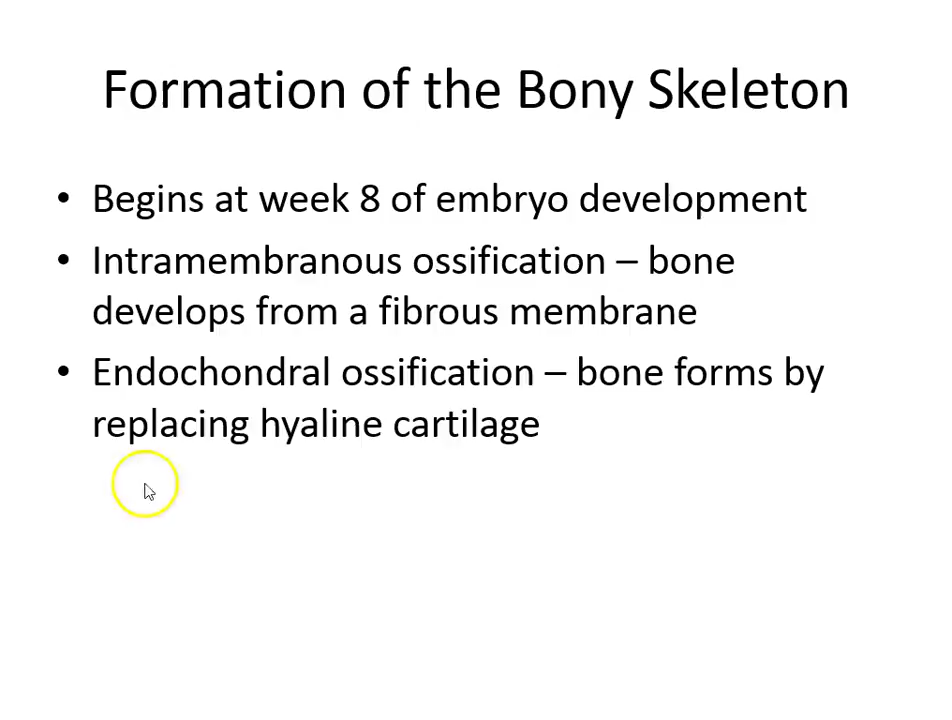 Formation of the Bony Skeleton
• Begins at week 8 of embryo development
• Intramembranous ossification – bone
develops from a fibrous membrane
• Endochondral ossification – bone forms by
replacing hyaline cartilage